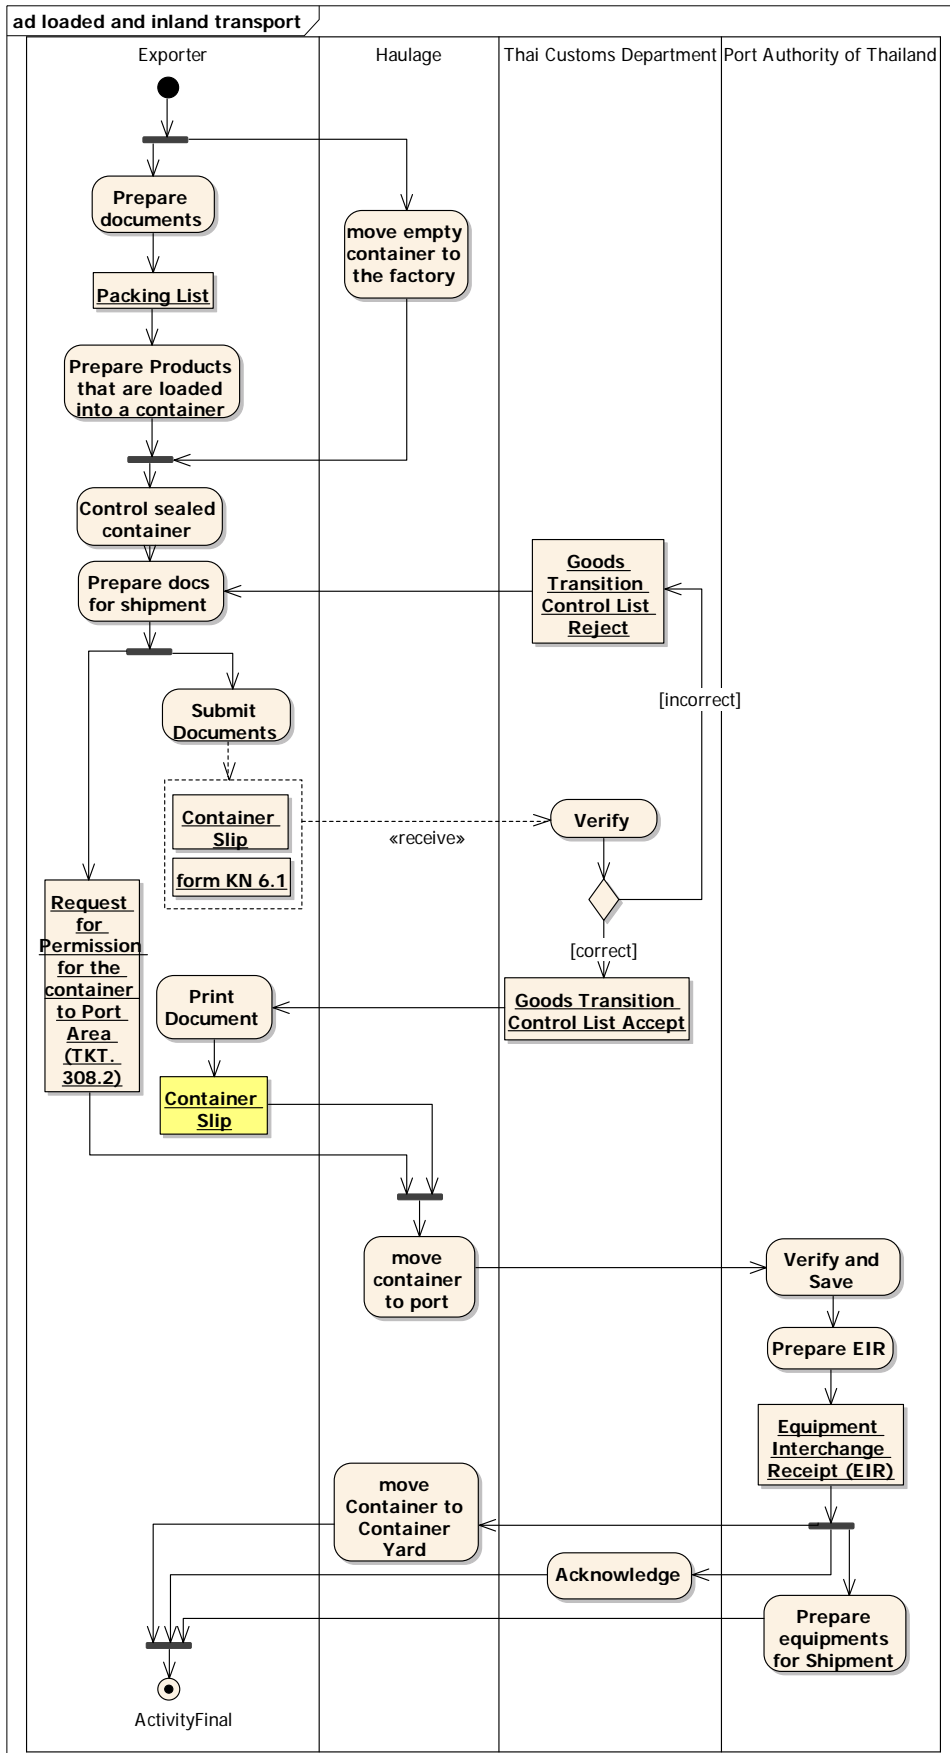 ad loaded and inland transport
Exporter
Haulage
Thai Customs Department
Port Authority of Thailand
Prepare
documents
move empty
container to
the factory
Packing List
Prepare Products
that are loaded
into a container
Control sealed
container
Goods
Transition
Control List
Reject
Prepare docs
for shipment
[incorrect]
Submit
Documents
Container
Slip
«receive»
Verify
form KN 6.1
Request
for
Permission
for the
container
to Port
Area
(TKT.
308.2)
[correct]
Print
Document
Goods Transition
Control List Accept
Container
Slip
move
container
to port
Verify and
Save
Prepare EIR
Equipment
Interchange
Receipt (EIR)
move
Container to
Container
Yard
Acknowledge
Prepare
equipments
for Shipment
ActivityFinal